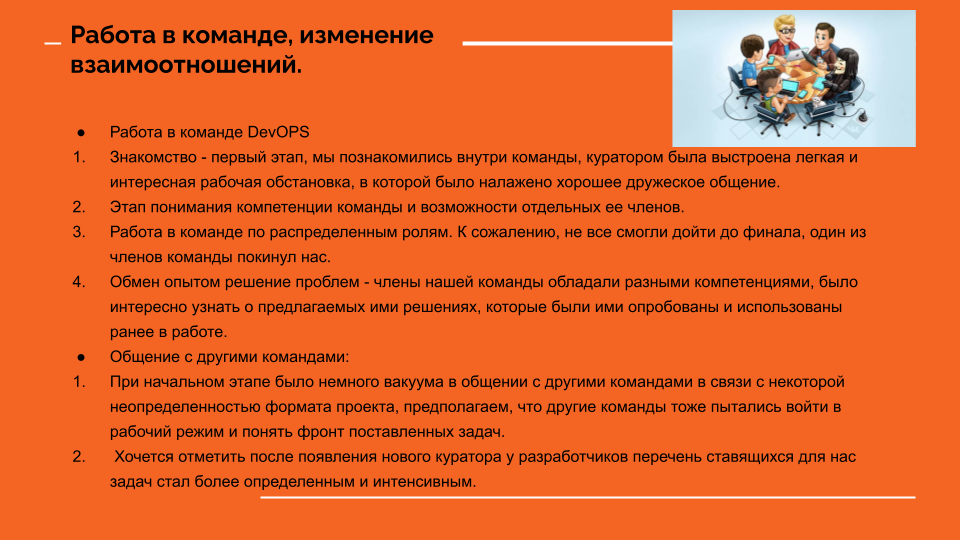 Работа в команде, изменение
взаимоотношений.
● Работа в команде DevOPS
1. Знакомство - первый этап, мы познакомились внутри команды, куратором была выстроена легкая и
интересная рабочая обстановка, в которой было налажено хорошее дружеское общение.
2. Этап понимания компетенции команды и возможности отдельных ее членов.
3. Работа в команде по распределенным ролям. К сожалению, не все смогли дойти до финала, один из
членов команды покинул нас.
4. Обмен опытом решение проблем - члены нашей команды обладали разными компетенциями, было
интересно узнать о предлагаемых ими решениях, которые были ими опробованы и использованы
ранее в работе.
● Общение с другими командами:
1. При начальном этапе было немного вакуума в общении с другими командами в связи с некоторой
неопределенностью формата проекта, предполагаем, что другие команды тоже пытались войти в
рабочий режим и понять фронт поставленных задач.
2. Хочется отметить после появления нового куратора у разработчиков перечень ставящихся для нас
задач стал более определенным и интенсивным.